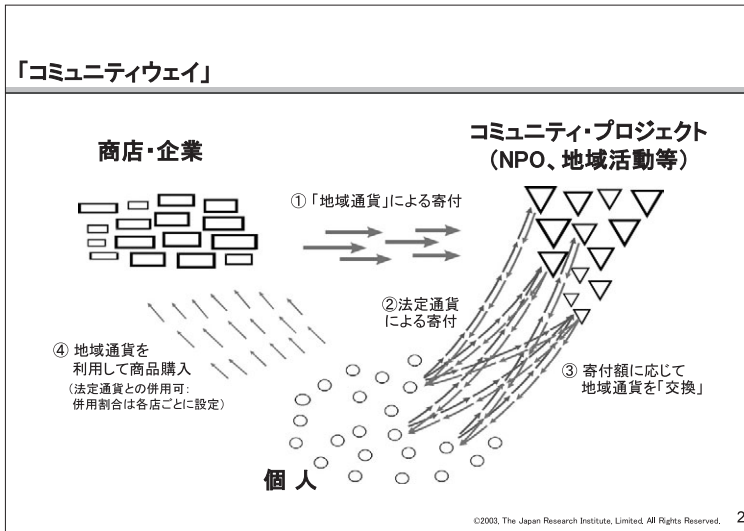 「コミュニティウェイ」
商店・企業
コミュニティ・プロジェクト
（NPO、地域活動等）
①「地域通貨」による寄付
②法定通貨
による寄付
④ 地域通貨を
利用して商品購入
（法定通貨との併用可：
併用割合は各店ごとに設定）
③ 寄付額に応じて
地域通貨を「交換」
個 人
©2003, The Japan Research Institute, Limited, All Rights Reserved.
2